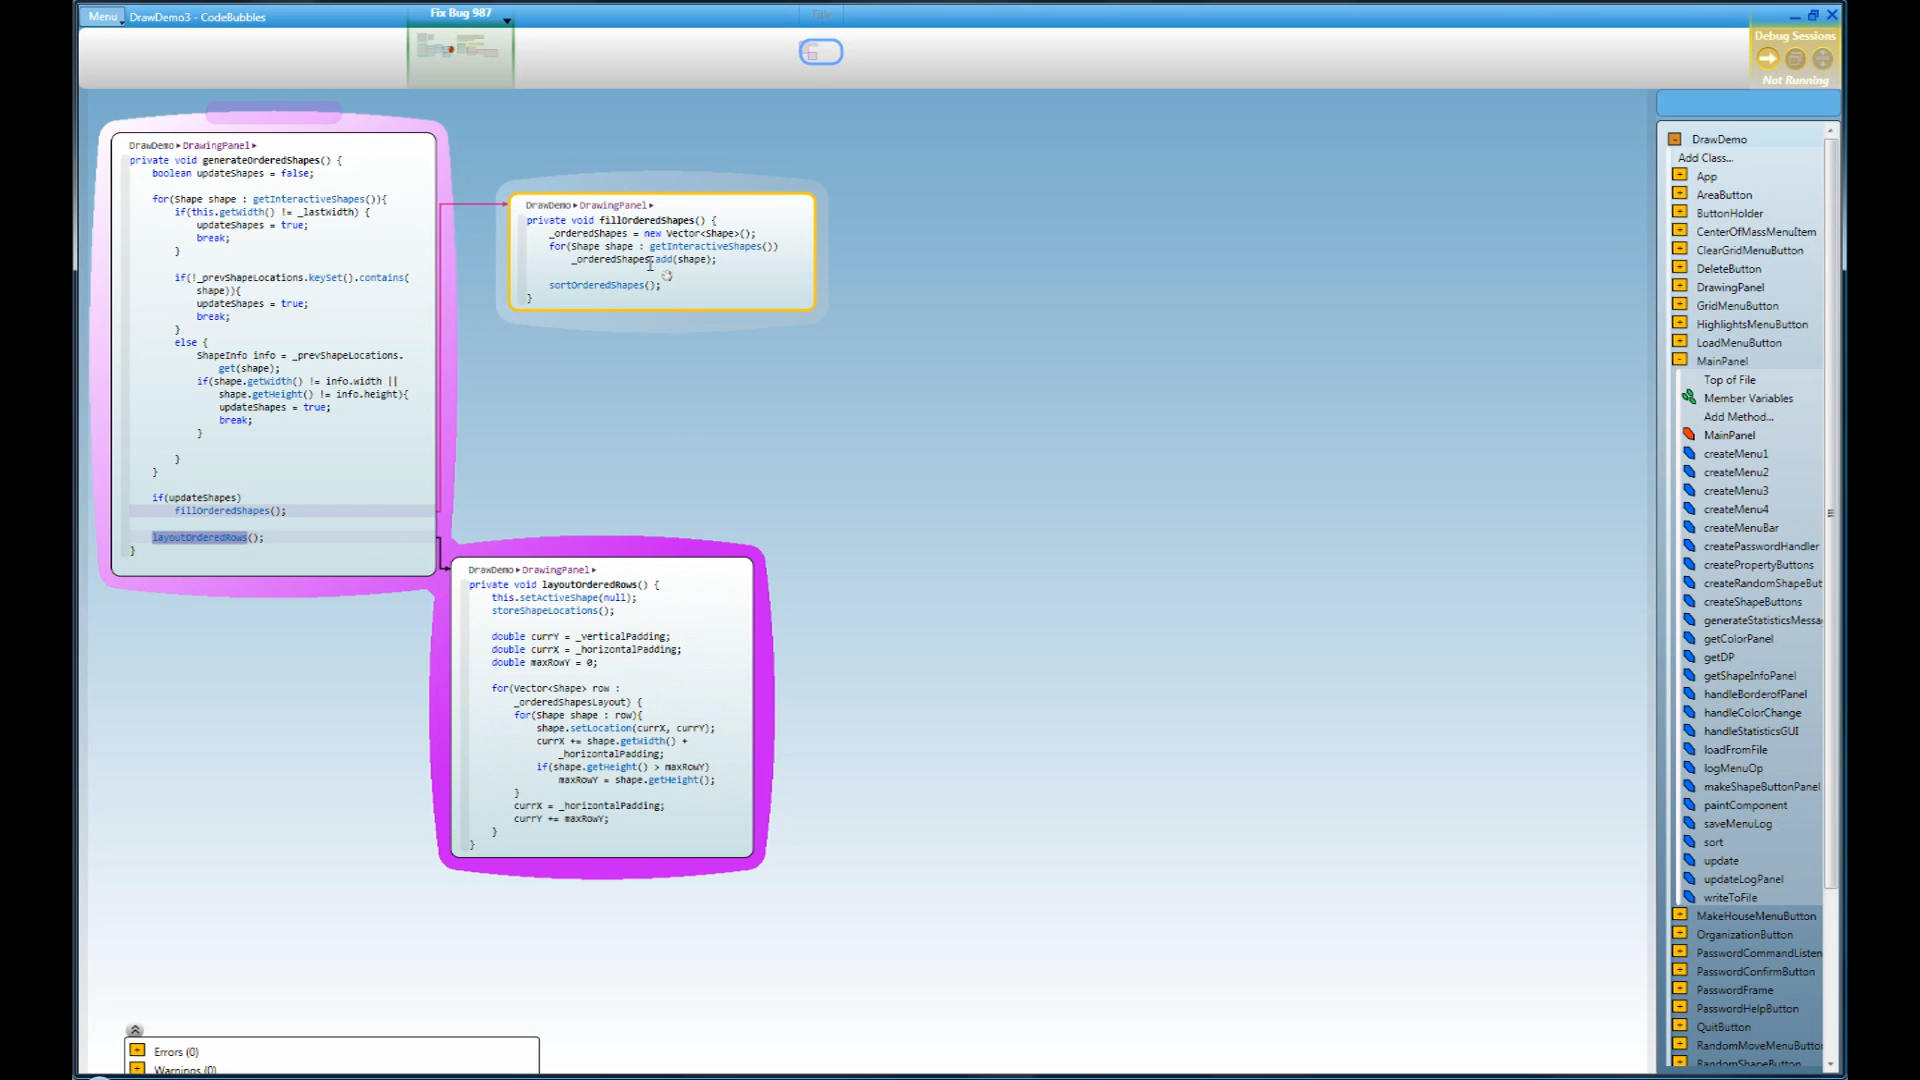 Menu DrawDemo3 - CodeBubbles
Fix Bug 987
Title
Debug Sessions
Not Running
DrawDemo▸DrawingPanel▸
private void generateOrderedShapes() {
boolean updateShapes = false;
for(Shape shape : getInteractiveShapes()){
if(this.getWidth() != _lastWidth) {
updateShapes = true;
break;
}
if(!_prevShapeLocations.keySet().contains(
shape)){
updateShapes = true;
break;
}
else {
ShapeInfo info = _prevShapeLocations.
get(shape);
if(shape.getWidth() != info.width ||
shape.getHeight() != info.height){
updateShapes = true;
break;
}
}
}
if(updateShapes)
fillOrderedShapes();
layoutOrderedRows();
}
DrawDemo▸DrawingPanel▸
private void fillOrderedShapes() {
_orderedShapes = new Vector<Shape>();
for(Shape shape : getInteractiveShapes())
_orderedShapes.add(shape);
sortOrderedShapes();
}
DrawDemo▸DrawingPanel▸
private void layoutOrderedRows() {
this.setActiveShape(null);
storeShapeLocations();
double currY = _verticalPadding;
double currX = _horizontalPadding;
double maxRowY = 0;
for(Vector<Shape> row :
_orderedShapesLayout) {
for(Shape shape : row){
shape.setLocation(currX, currY);
currX += shape.getWidth() +
_horizontalPadding;
if(shape.getHeight() > maxRowY)
maxRowY = shape.getHeight();
}
currX = _horizontalPadding;
currY += maxRowY;
}
}
DrawDemo
Add Class...
App
AreaButton
ButtonHolder
CenterOfMassMenuItem
ClearGridMenuButton
DeleteButton
DrawingPanel
GridMenuButton
HighlightsMenuButton
LoadMenuButton
MainPanel
Top of File
Member Variables
Add Method...
MainPanel
createMenu1
createMenu2
createMenu3
createMenu4
createMenuBar
createPasswordHandler
createPropertyButtons
createRandomShapeBut
createShapeButtons
generateStatisticsMessa
getColorPanel
getDP
getShapeInfoPanel
handleBorderofPanel
handleColorChange
handleStatisticsGUI
loadFromFile
logMenuOp
makeShapeButtonPanel
paintComponent
saveMenuLog
sort
update
updateLogPanel
writeToFile
MakeHouseMenuButton
OrganizationButton
PasswordCommandListen
PasswordConfirmButton
PasswordFrame
PasswordHelpButton
QuitButton
RandomMoveMenuButto
RandomShapeButton
Errors (0)
Warnings (0)